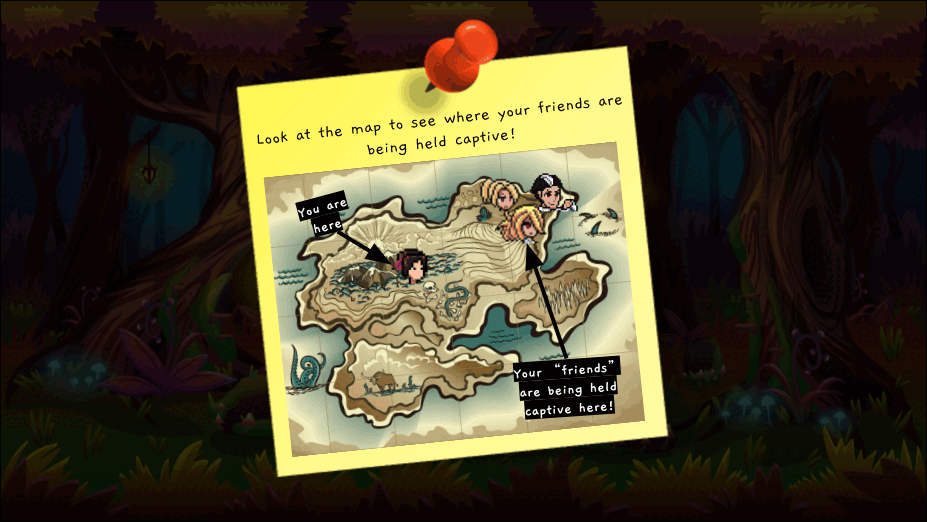 Look at the map to see where your friends are
being held captive!
You are
here
Your “friends”
are being held
captive here!